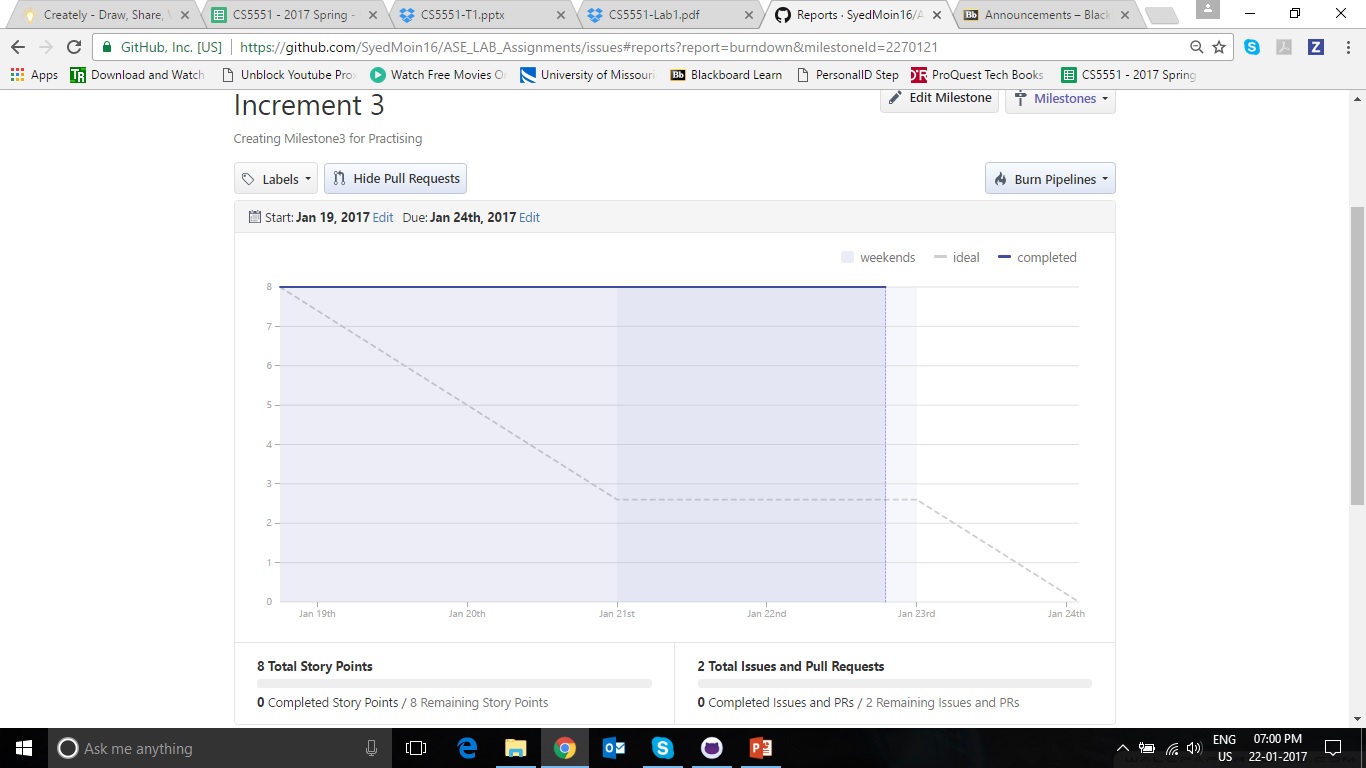 Creately - Draw, Share,
CS5551 - 2017 Spring -
CS5551-T1.pptx
CS5551-Lab1.pdf
Reports · SyedMoin16/A
Bb Announcements – Black
GitHub, Inc. [US] | https://github.com/SyedMoin16/ASE_LAB_Assignments/issues#reports?report=burndown&milestoneId=2270121
Apps
TR Download and Watch
Unblock Youtube Pro
Watch Free Movies O
University of Missouri
Bb Blackboard Learn
PersonalID Step
ProQuest Tech Books
CS5551 - 2017 Spring
Increment 3
Edit Milestone
Milestones
Creating Milestone3 for Practising
Labels
Hide Pull Requests
Burn Pipelines
Start: Jan 19, 2017 Edit Due: Jan 24th, 2017 Edit
weekends ideal completed
8
7
6
5
4
3
2
1
0
Jan 19th Jan 20th Jan 21st Jan 22nd Jan 23rd Jan 24th
8 Total Story Points
0 Completed Story Points / 8 Remaining Story Points
2 Total Issues and Pull Requests
0 Completed Issues and PRs / 2 Remaining Issues and PRs
Ask me anything
ENG
US
07:00 PM
22-01-2017